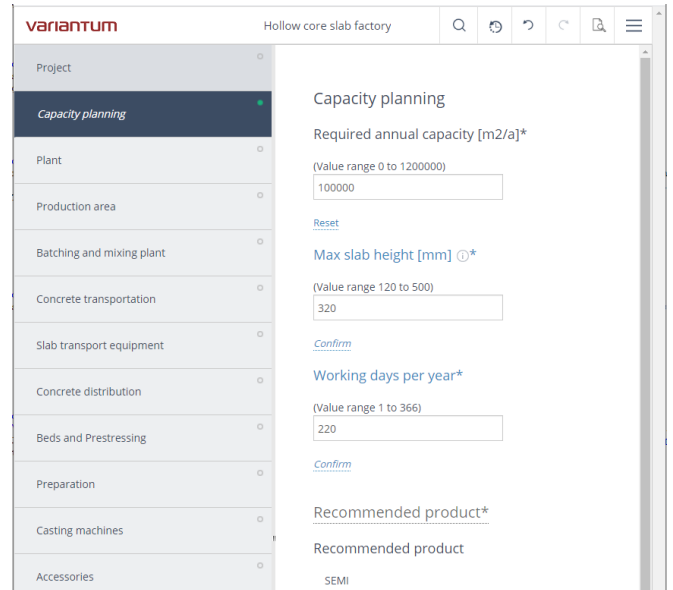 variantum
Hollow core slab factory
Project
Capacity planning
Plant
Production area
Batching and mixing plant
Concrete transportation
Slab transport equipment
Concrete distribution
Beds and Prestressing
Preparation
Casting machines
Accessories
Capacity planning
Required annual capacity [m2/a]*
(Value range 0 to 1200000)
100000
Reset
Max slab height [mm] ⓘ*
(Value range 120 to 500)
320
Confirm
Working days per year*
(Value range 1 to 366)
220
Confirm
Recommended product*
Recommended product
SEMI